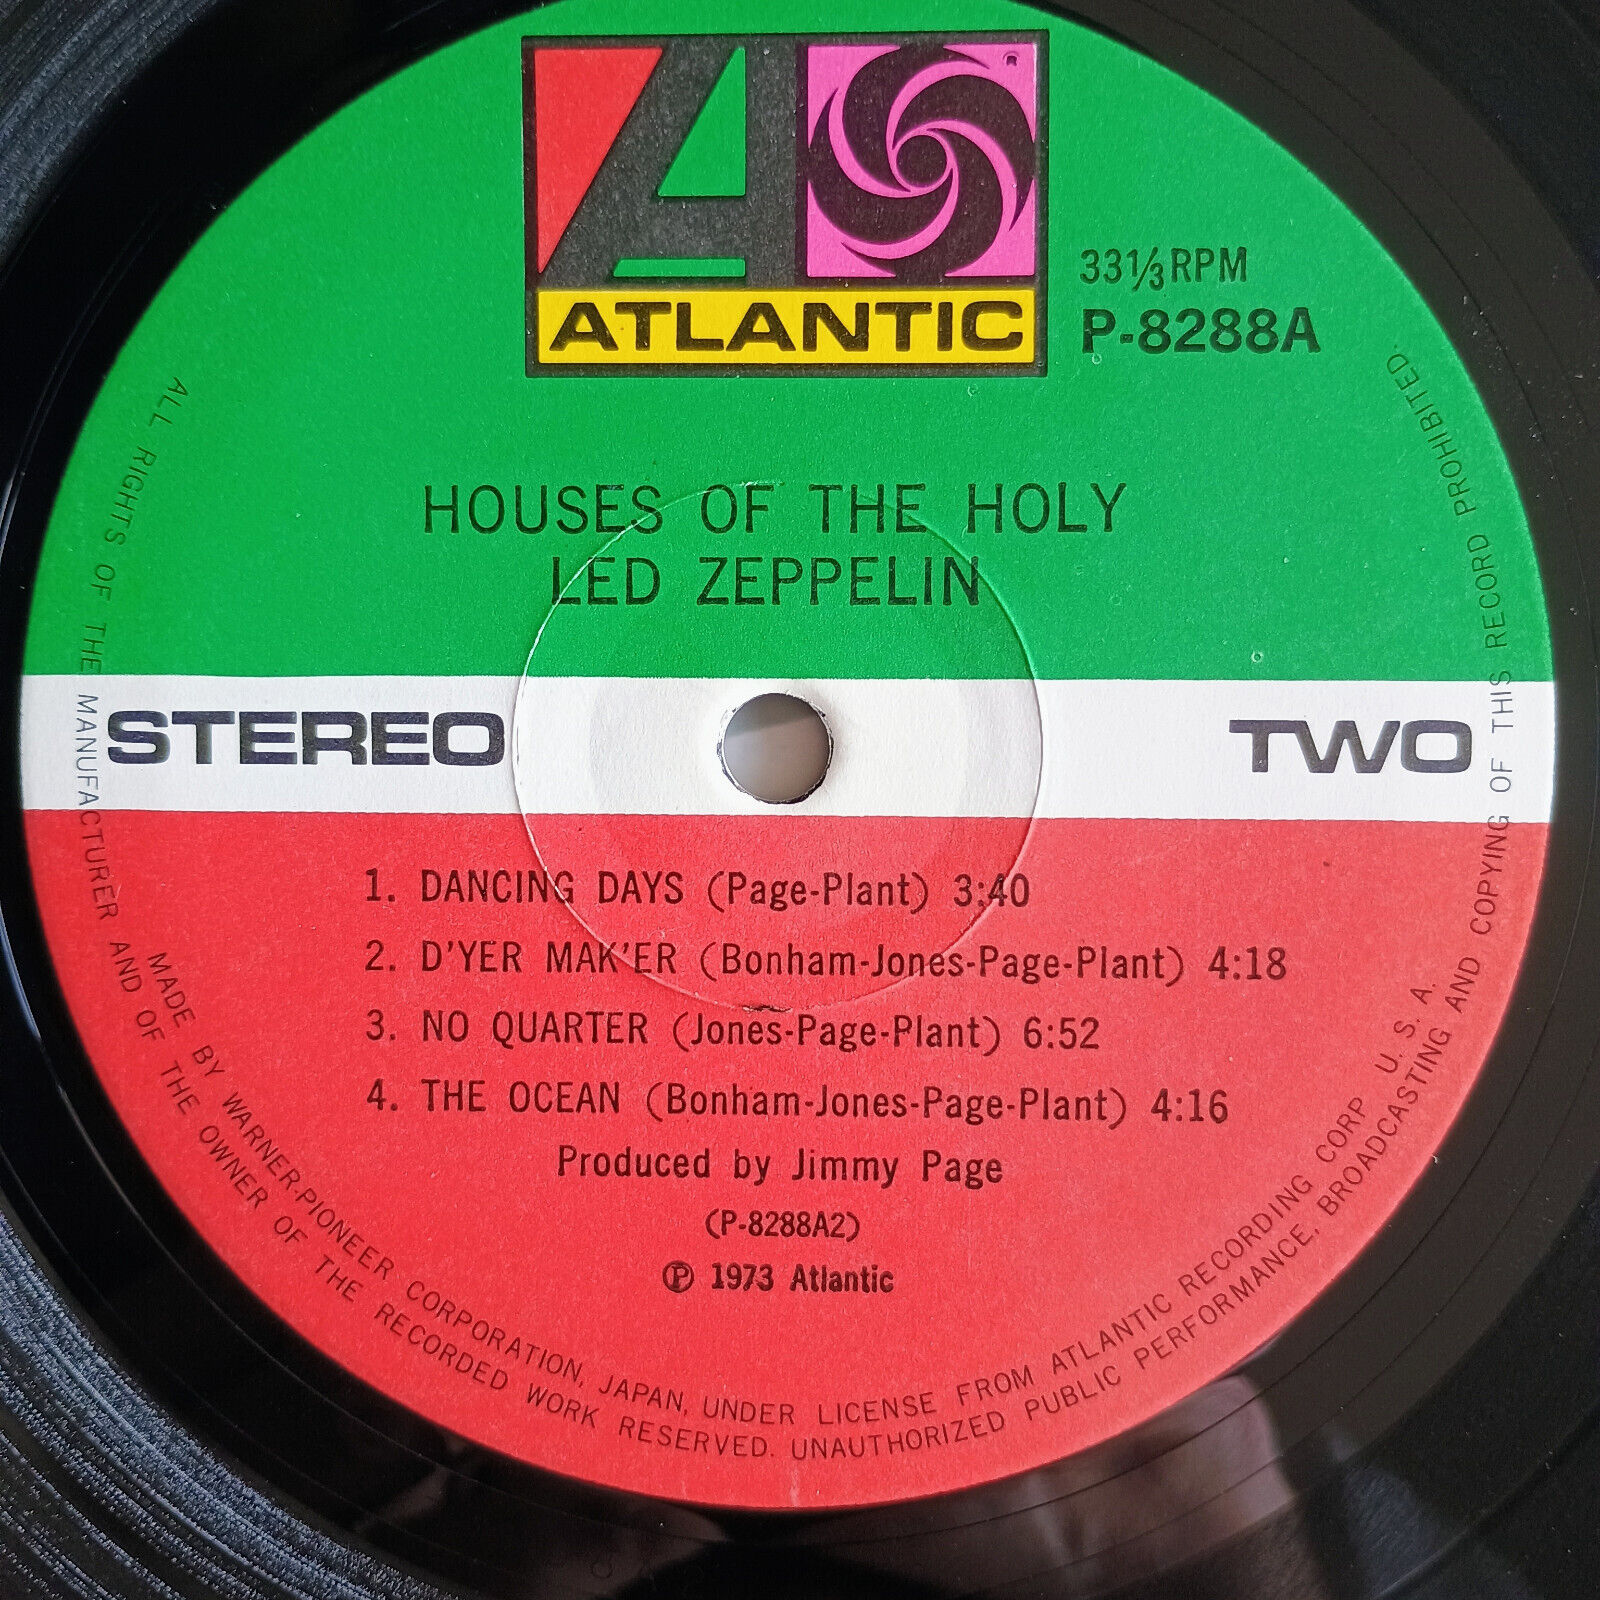 ATLANTIC
33 1/3 RPM
P-8288A
HOUSES OF THE HOLY
LED ZEPPELIN
STEREO
TWO
1. DANCING DAYS (Page-Plant) 3:40
2. D'YER MAK'ER (Bonham-Jones-Page-Plant) 4:18
3. NO QUARTER (Jones-Page-Plant) 6:52
4. THE OCEAN (Bonham-Jones-Page-Plant) 4:16
Produced by Jimmy Page
(P-8288A2)
℗ 1973 Atlantic
MADE BY WARNER-PIONEER CORPORATION, JAPAN, UNDER LICENSE FROM ATLANTIC RECORDING CORP U. S. A.
ALL RIGHTS OF THE MANUFACTURER AND OF THE OWNER OF THE RECORDED WORK RESERVED. UNAUTHORIZED PUBLIC PERFORMANCE, BROADCASTING AND COPYING OF THIS RECORD PROHIBITED.